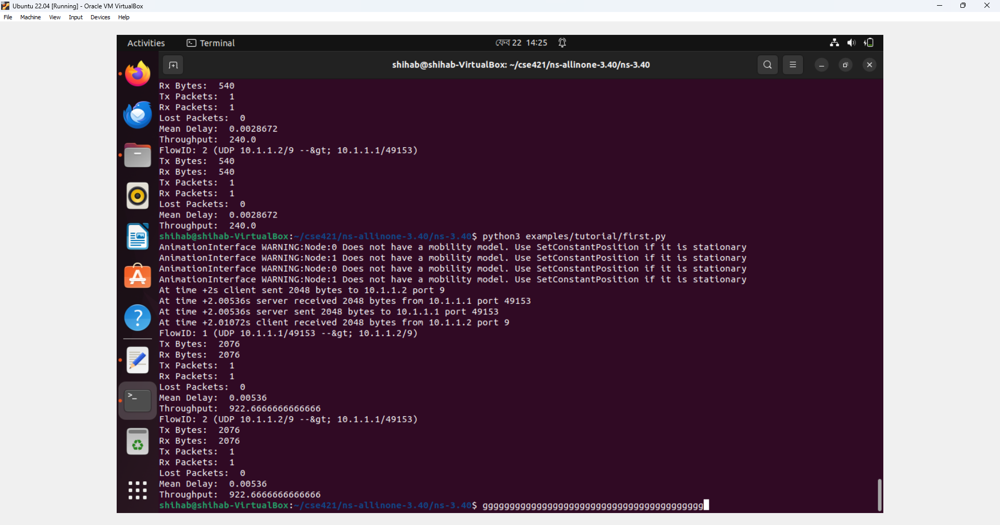 Ubuntu 22.04 [Running] - Oracle VM VirtualBox
File Machine View Input Devices Help
Activities Terminal ফেব 22 14:25
shihab@shihab-VirtualBox: ~/cse421/ns-allinone-3.40/ns-3.40
Rx Bytes: 540
Tx Packets: 1
Rx Packets: 1
Lost Packets: 0
Mean Delay: 0.0028672
Throughput: 240.0
FlowID: 2 (UDP 10.1.1.2/9 --&gt; 10.1.1.1/49153)
Tx Bytes: 540
Rx Bytes: 540
Tx Packets: 1
Rx Packets: 1
Lost Packets: 0
Mean Delay: 0.0028672
Throughput: 240.0
shihab@shihab-VirtualBox:~/cse421/ns-allinone-3.40/ns-3.40$ python3 examples/tutorial/first.py
AnimationInterface WARNING:Node:0 Does not have a mobility model. Use SetConstantPosition if it is stationary
AnimationInterface WARNING:Node:1 Does not have a mobility model. Use SetConstantPosition if it is stationary
AnimationInterface WARNING:Node:0 Does not have a mobility model. Use SetConstantPosition if it is stationary
AnimationInterface WARNING:Node:1 Does not have a mobility model. Use SetConstantPosition if it is stationary
At time +2s client sent 2048 bytes to 10.1.1.2 port 9
At time +2.00536s server received 2048 bytes from 10.1.1.1 port 49153
At time +2.00536s server sent 2048 bytes to 10.1.1.1 port 49153
At time +2.01072s client received 2048 bytes from 10.1.1.2 port 9
FlowID: 1 (UDP 10.1.1.1/49153 --&gt; 10.1.1.2/9)
Tx Bytes: 2076
Rx Bytes: 2076
Tx Packets: 1
Rx Packets: 1
Lost Packets: 0
Mean Delay: 0.00536
Throughput: 922.6666666666666
FlowID: 2 (UDP 10.1.1.2/9 --&gt; 10.1.1.1/49153)
Tx Bytes: 2076
Rx Bytes: 2076
Tx Packets: 1
Rx Packets: 1
Lost Packets: 0
Mean Delay: 0.00536
Throughput: 922.6666666666666
shihab@shihab-VirtualBox:~/cse421/ns-allinone-3.40/ns-3.40$ ggggggggggggggggggggggggggggggggggggggggg